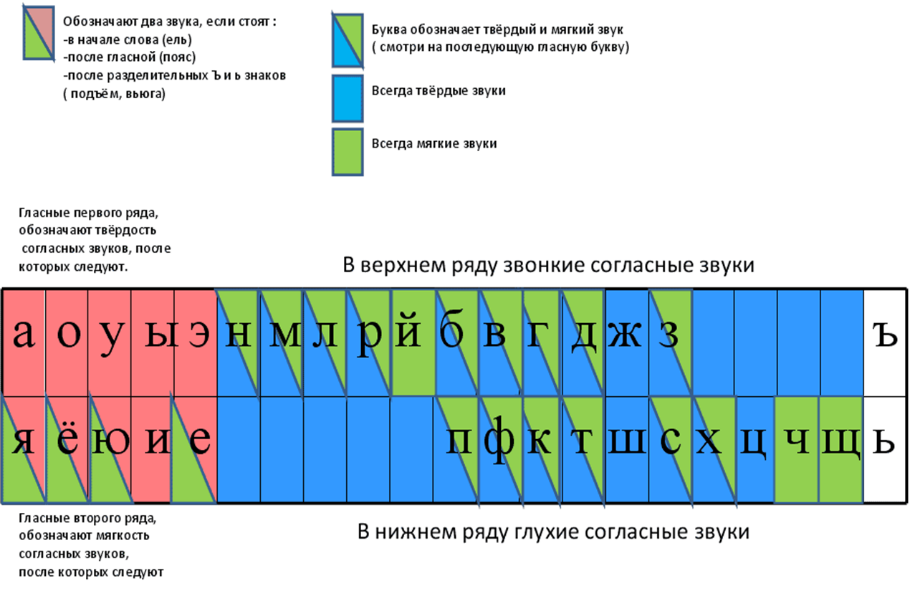 Обозначают два звука, если стоят :
-в начале слова (ель)
-после гласной (пояс)
-после разделительных Ъ и ь знаков
( подъём, вьюга)
Буква обозначает твёрдый и мягкий звук
( смотри на последующую гласную букву)
Всегда твёрдые звуки
Всегда мягкие звуки
Гласные первого ряда,
обозначают твёрдость
согласных звуков, после
которых следуют.
В верхнем ряду звонкие согласные звуки
а о у ы э н м л р й б в г д ж з ъ
я ё ю и е п ф к т ш с х ц ч щ ь
Гласные второго ряда,
обозначают мягкость
согласных звуков,
после которых следуют
В нижнем ряду глухие согласные звуки